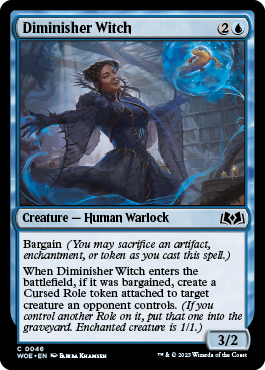 Diminisher Witch 2
Creature — Human Warlock
Bargain (You may sacrifice an artifact,
enchantment, or token as you cast this spell.)
When Diminisher Witch enters the
battlefield, if it was bargained, create a
Cursed Role token attached to target
creature an opponent controls. (If you
control another Role on it, put that one into the
graveyard. Enchanted creature is 1/1.)
3/2
C 0046
WOE • EN
™ & © 2023 Wizards of the Coast